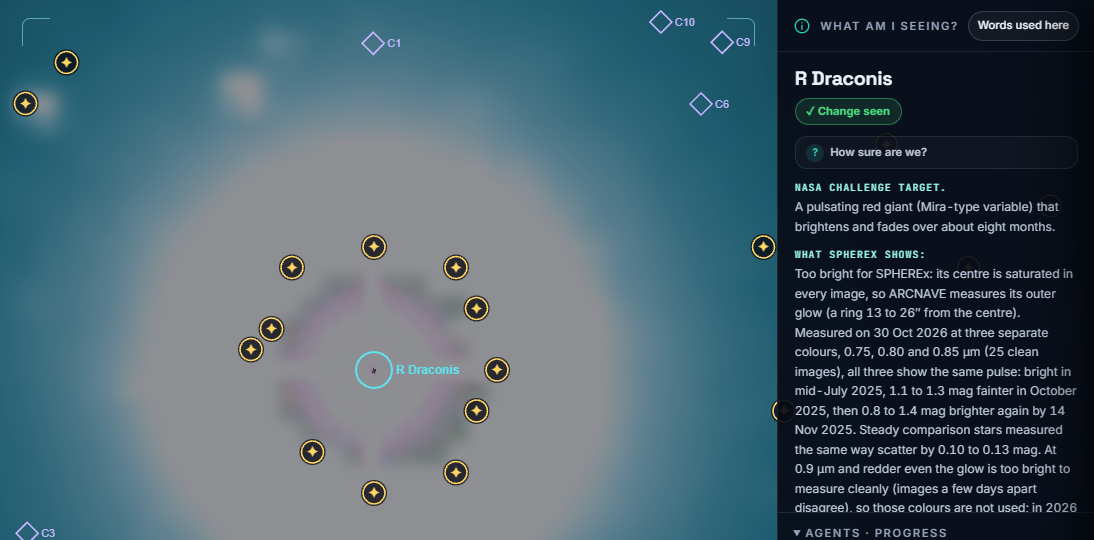 C1
C10
C9
C6
R Draconis
C3
WHAT AM I SEEING?
Words used here
R Draconis
✓ Change seen
? How sure are we?
NASA CHALLENGE TARGET.
A pulsating red giant (Mira-type variable) that
brightens and fades over about eight months.
WHAT SPHEREX SHOWS:
Too bright for SPHEREx: its centre is saturated in
every image, so ARCNAVE measures its outer
glow (a ring 13 to 26″ from the centre).
Measured on 30 Oct 2026 at three separate
colours, 0.75, 0.80 and 0.85 µm (25 clean
images), all three show the same pulse: bright in
mid-July 2025, 1.1 to 1.3 mag fainter in October
2025, then 0.8 to 1.4 mag brighter again by 14
Nov 2025. Steady comparison stars measured
the same way scatter by 0.10 to 0.13 mag. At
0.9 µm and redder even the glow is too bright to
measure cleanly (images a few days apart
disagree), so those colours are not used; in 2026
▼ AGENTS · PROGRESS